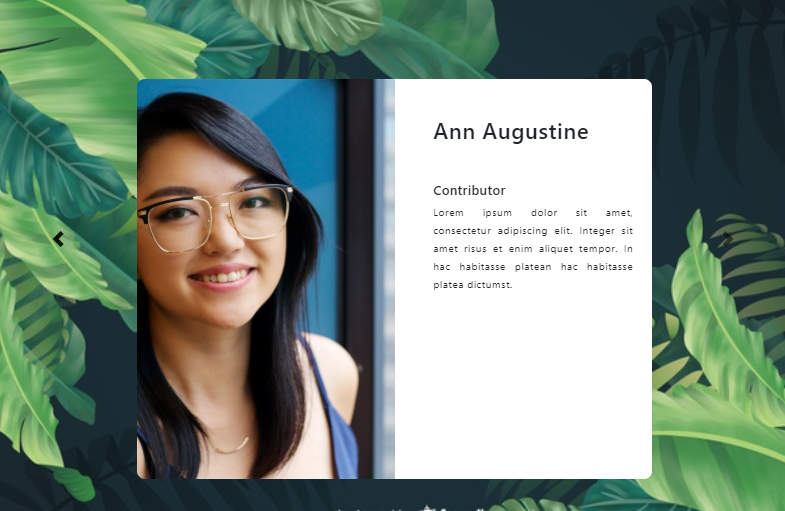 Ann Augustine
Contributor
Lorem ipsum dolor sit amet,
consectetur adipiscing elit. Integer sit
amet risus et enim aliquet tempor. In
hac habitasse platean hac habitasse
platea dictumst.